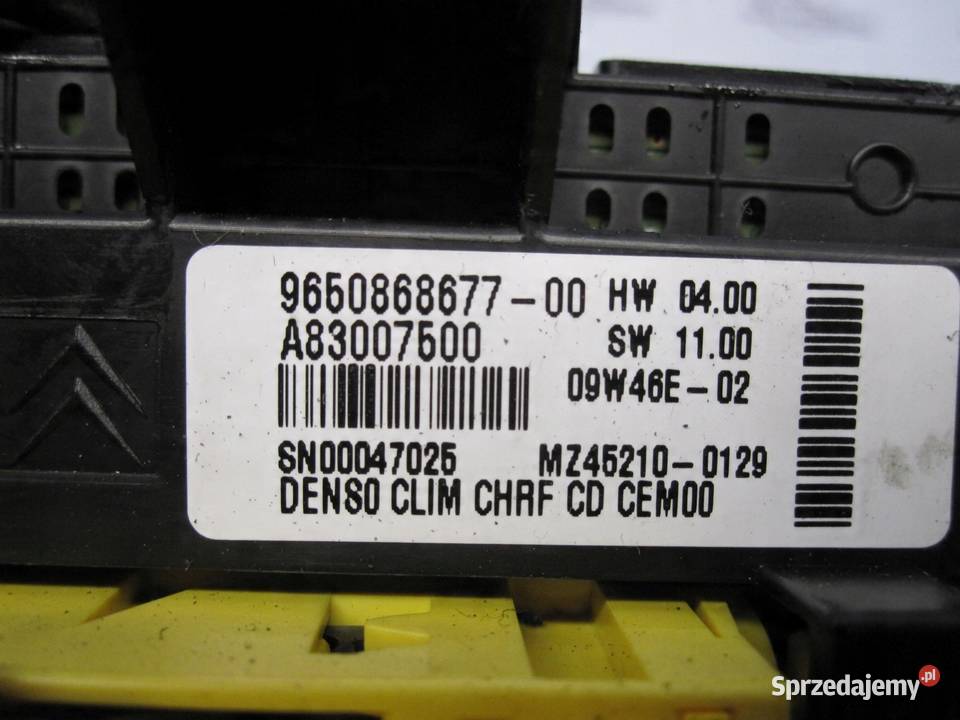 9650868677-00 HW 04.00
A83007500 SW 11.00
09W46E-02
SN00047025 MZ45210-0129
DENSO CLIM CHRF CD CEM00
Sprzedajemy.pl